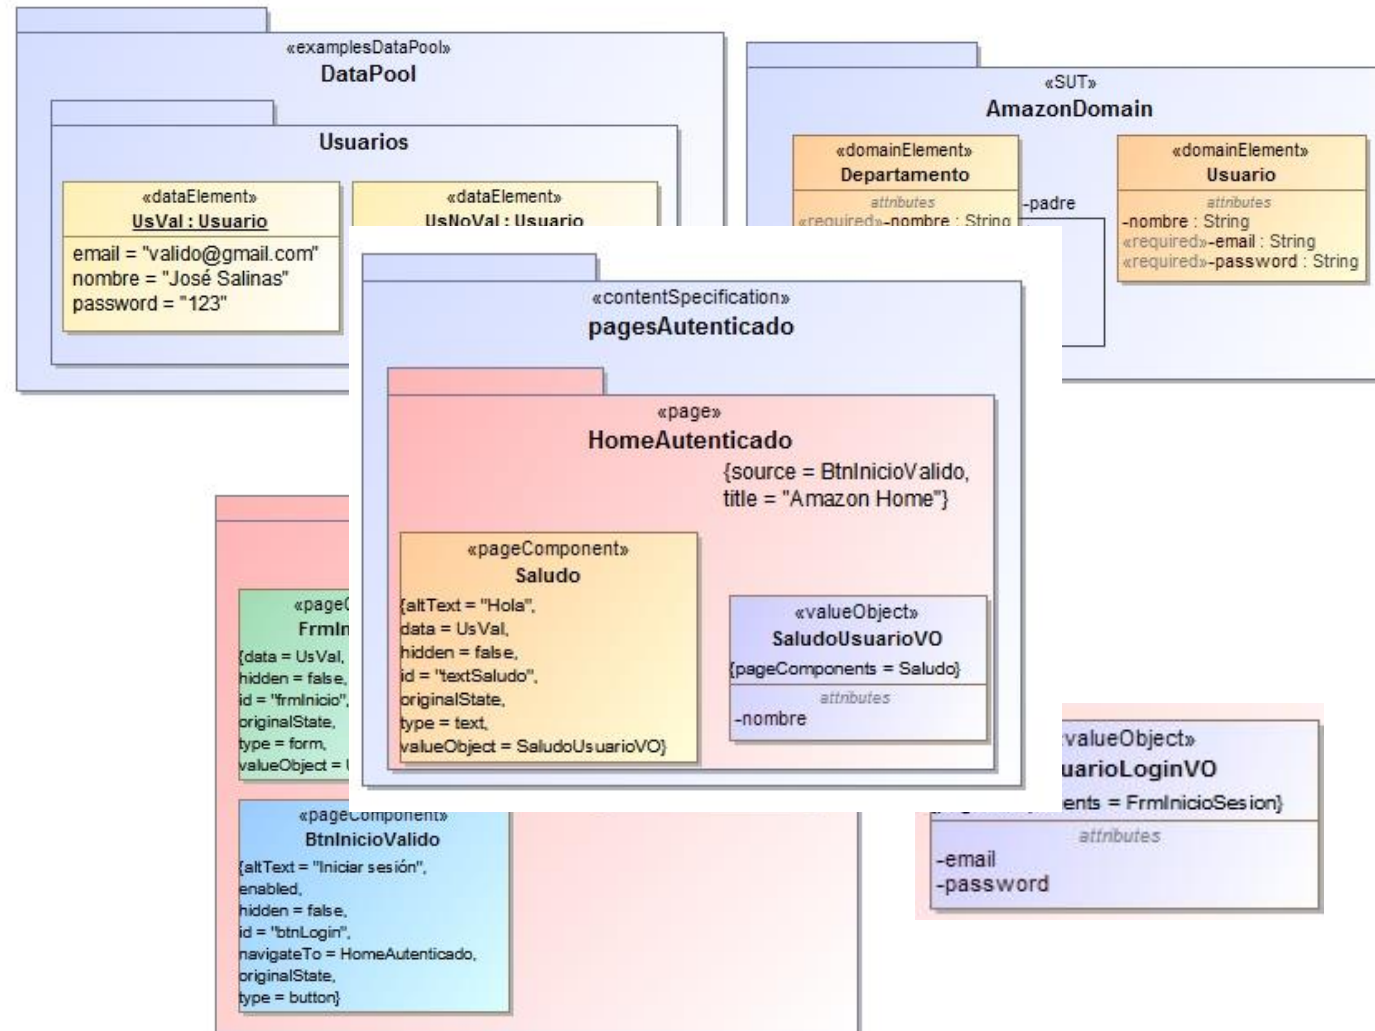 «examplesDataPool»
DataPool
Usuarios
«dataElement»
UsVal : Usuario
email = "valido@gmail.com"
nombre = "José Salinas"
password = "123"
«dataElement»
UsNoVal : Usuario
«SUT»
AmazonDomain
«domainElement»
Departamento
attributes
«required»-nombre : String
-padre
«domainElement»
Usuario
attributes
-nombre : String
«required»-email : String
«required»-password : String
«contentSpecification»
pagesAutenticado
«page»
HomeAutenticado
{source = BtnInicioValido,
title = "Amazon Home"}
«pageComponent»
Saludo
{altText = "Hola",
data = UsVal,
hidden = false,
id = "textSaludo",
originalState,
type = text,
valueObject = SaludoUsuarioVO}
«valueObject»
SaludoUsuarioVO
{pageComponents = Saludo}
attributes
-nombre
{data = UsVal,
hidden = false,
id = "frmInicio",
originalState,
type = form,
valueObject =
«pageComponent»
BtnInicioValido
{altText = "Iniciar sesión",
enabled,
hidden = false,
id = "btnLogin",
navigateTo = HomeAutenticado,
originalState,
type = button}
valueObject»
uarioLoginVO
ents = FrmInicioSesion}
attributes
-email
-password